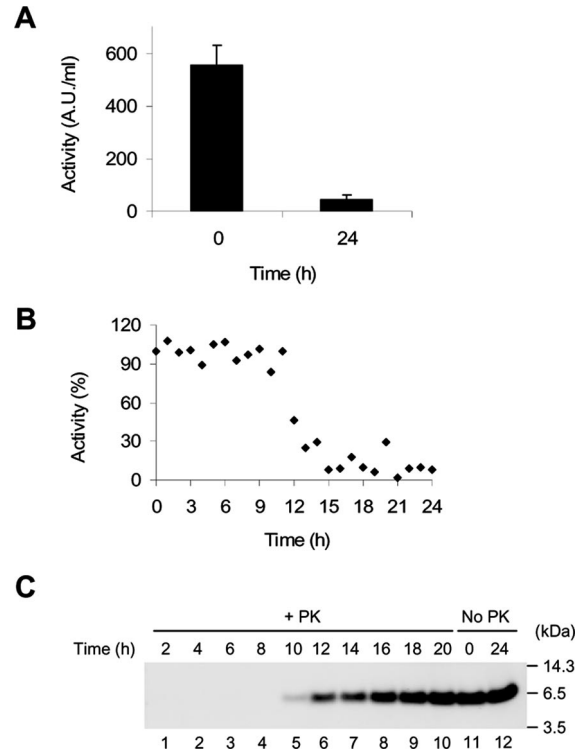 A
600
400
200
0
Activity (A.U./ml)
0 24
Time (h)
B
120
90
60
30
0
Activity (%)
0 3 6 9 12 15 18 21 24
Time (h)
C
+ PK No PK (kDa)
Time (h) 2 4 6 8 10 12 14 16 18 20 0 24
14.3
6.5
3.5
1 2 3 4 5 6 7 8 9 10 11 12